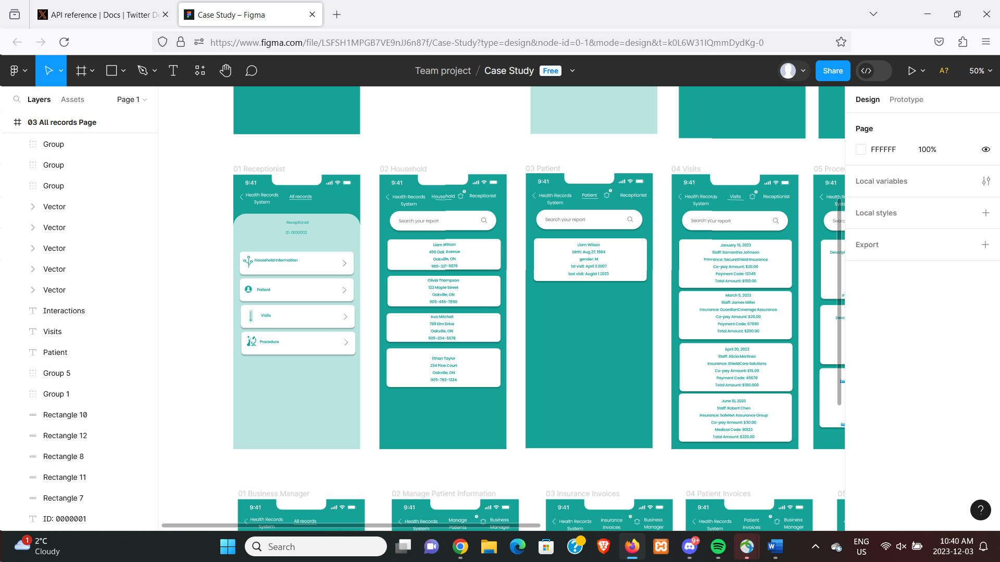 API reference | Docs | Twitter De
Case Study – Figma
https://www.figma.com/file/LSFSH1MPGB7VE9nJJ6n87f/Case-Study?type=design&node-id=0-1&mode=design&t=k0L6W31IQmmDydKg-0
Team project / Case Study Free
Share
A?
50%
Layers
Assets
Page 1
03 All records Page
Group
Group
Group
Vector
Vector
Vector
Vector
Vector
Interactions
Visits
Patient
Group 5
Group 1
Rectangle 10
Rectangle 12
Rectangle 8
Rectangle 11
Rectangle 7
ID: 0000001
01 Receptionist
9:41
Health Records
System
All records
Receptionist
ID: 0000002
Household Information
Patient
Visits
Procedure
02 Household
9:41
Health Records
System
Household
Receptionist
Search your report
Liam Wilson
456 Oak Avenue
Oakville, ON
905-321-9876
Olivia Thompson
123 Maple Street
Oakville, ON
905-456-7890
Ava Mitchell
789 Elm Drive
Oakville, ON
905-234-5678
Ethan Taylor
234 Pine Court
Oakville, ON
905-789-1234
03 Patient
9:41
Health Records
System
Patient
Receptionist
Search your report
Liam Wilson
birth: Aug 27, 1984
gender: M
1st visit: April 2 2007
last visit: Augist 1 2023
04 Visits
9:41
Health Records
System
Visits
Receptionist
Search your report
January 15, 2023
Staff: Samantha Johnson
Insurance: SecureShield Insurance
Co-pay Amount: $20.00
Payment Code: 12345
Total Amount: $150.00
March 5, 2023
Staff: James Miller
Insurance: GuardianCoverage Assurance
Co-pay Amount: $25.00
Payment Code: 67890
Total Amount: $200.00
April 20, 2023
Staff: Alicia Martinez
Insurance: ShieldCare Solutions
Co-pay Amount: $15.00
Payment Code: 45678
Total Amount: $180.000
June 10, 2023
Staff: Robert Chen
Insurance: SafeNet Assurance Group
Co-pay Amount: $30.00
Medical Code: 90123
Total Amount: $220.00
05 Proce
9:41
Health R
Syste
Searc
Descript
In
Desc
De
In
01 Business Manager
9:41
Health Records
System
All records
02 Manage Patient Information
9:41
Health Records
System
Manage
Patients
Business
Manager
03 Insurance Invoices
9:41
Health Records
System
Insurance
Invoices
Business
Manager
04 Patient Invoices
9:41
Health Records
System
Patient
Invoices
Business
Manager
05
Design
Prototype
Page
FFFFFF
100%
Local variables
Local styles
Export
?
1
2°C
Cloudy
Search
9+
ENG
US
10:40 AM
2023-12-03